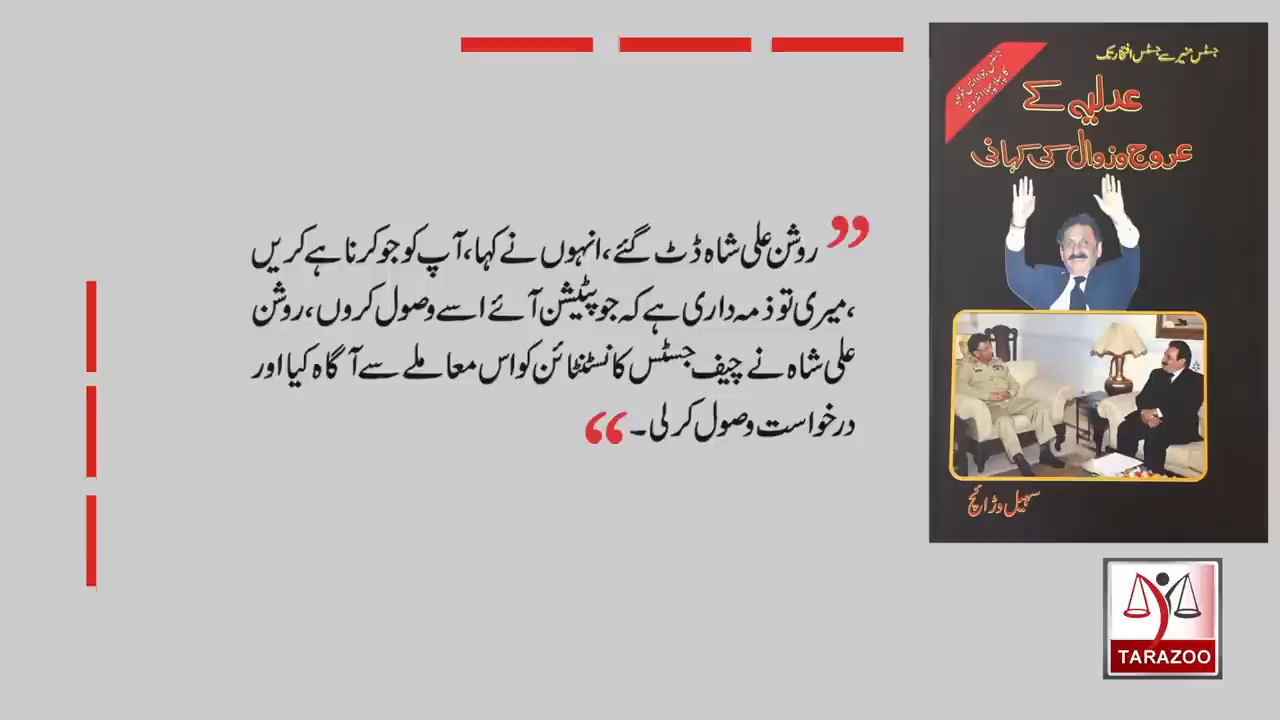 جسٹس منیر سے جسٹس افتخار تک
عدلیہ کے
عروج و زوال کی کہانی
سہیل وڑائچ
”روشن علی شاہ ڈٹ گئے، انہوں نے کہا، آپ کو جو کرنا ہے کریں
،میری تو ذمہ داری ہے کہ جو پٹیشن آئے اسے وصول کروں، روشن
علی شاہ نے چیف جسٹس کانسٹنٹائن کو اس معاملے سے آگاہ کیا اور
درخواست وصول کرلی۔“
TARAZOO